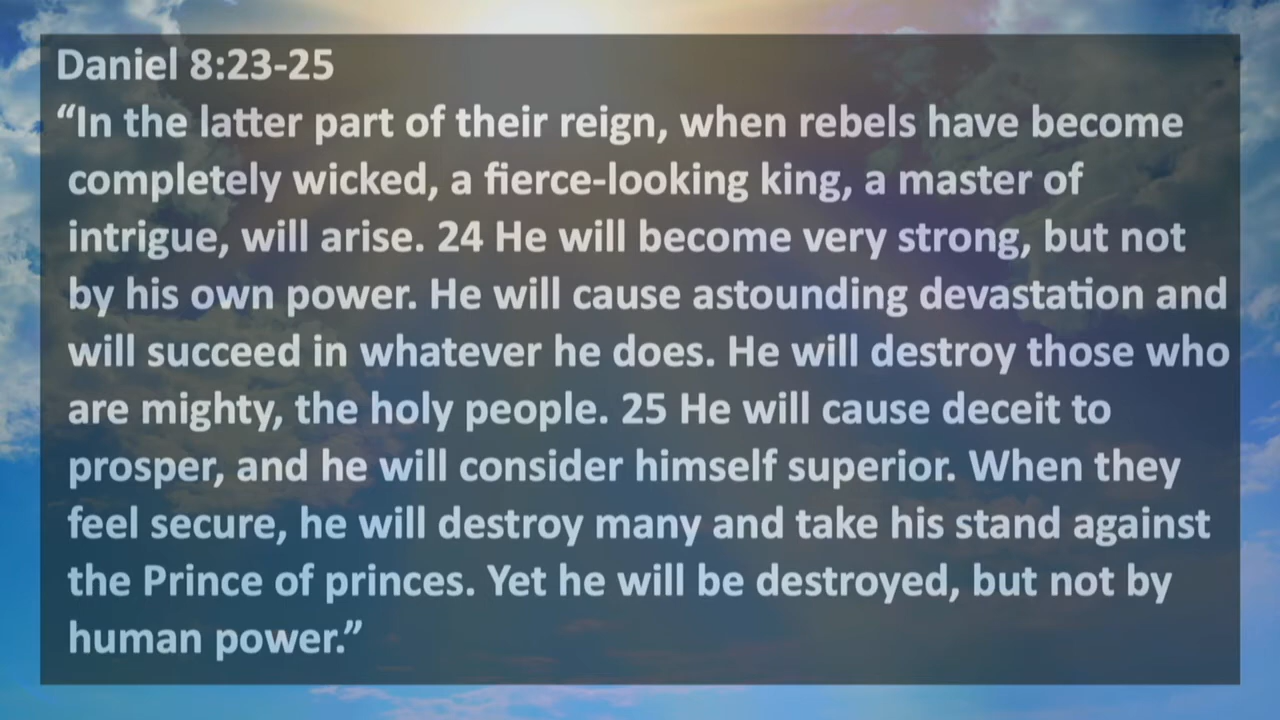 Daniel 8:23-25
“In the latter part of their reign, when rebels have become
completely wicked, a fierce-looking king, a master of
intrigue, will arise. 24 He will become very strong, but not
by his own power. He will cause astounding devastation and
will succeed in whatever he does. He will destroy those who
are mighty, the holy people. 25 He will cause deceit to
prosper, and he will consider himself superior. When they
feel secure, he will destroy many and take his stand against
the Prince of princes. Yet he will be destroyed, but not by
human power.”